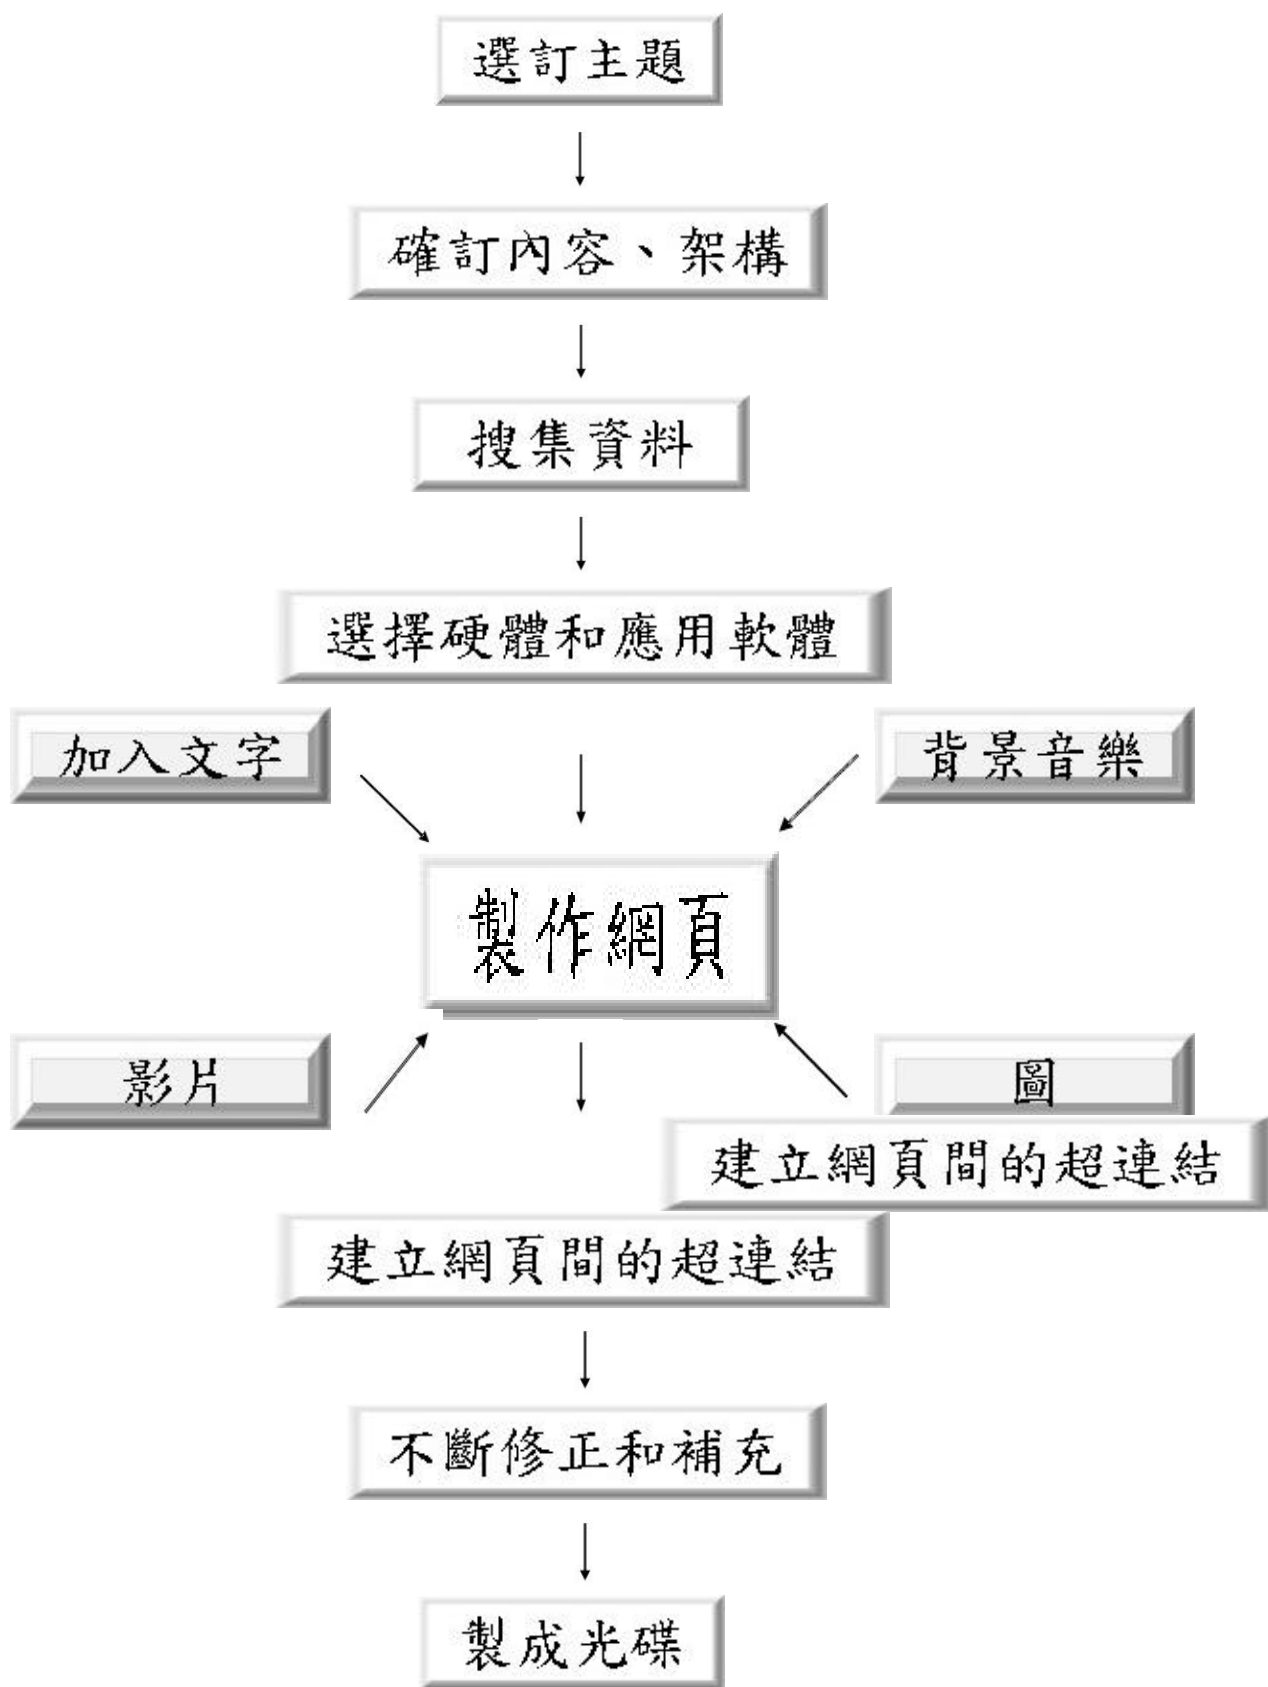 選訂主題
確訂內容、架構
搜集資料
選擇硬體和應用軟體
加入文字
背景音樂
製作網頁
影片
圖
建立網頁間的超連結
建立網頁間的超連結
不斷修正和補充
製成光碟